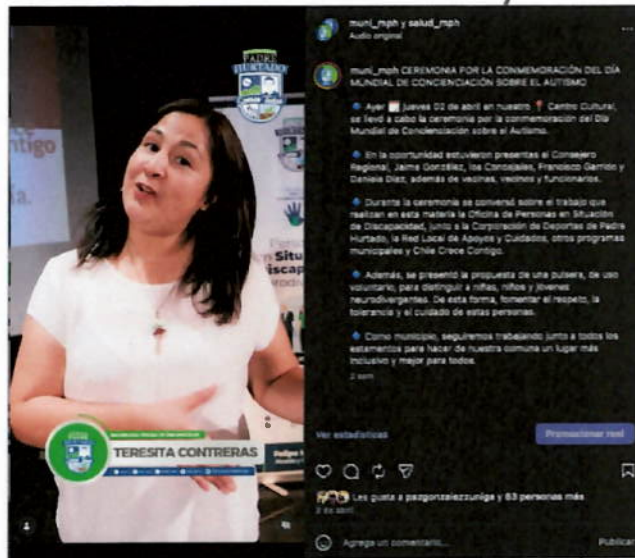 PADRE
HURTADO
ntigo
ía.
Situ
TERESITA CONTRERAS
Felipe
muni_mph y salud_mph
Audio original
muni_mph CEREMONIA POR LA CONMEMORACIÓN DEL DÍA
MUNDIAL DE CONCIENCIACIÓN SOBRE EL AUTISMO
Ayer jueves 02 de abril en nuestro Centro Cultural,
se llevó a cabo la ceremonia por la conmemoración del Día
Mundial de Concienciación sobre el Autismo.
En la oportunidad estuvieron presentes el Consejero
Regional, Jaime González, los Concejales, Francisco Garrido y
Daniela Díaz, además de vecinas, vecinos y funcionarios.
Durante la ceremonia se conversó sobre el trabajo que
realizan en esta materia la Oficina de Personas en Situación
de Discapacidad, junto a la Corporación de Deportes de Padre
Hurtado, la Red Local de Apoyos y Cuidados, otros programas
municipales y Chile Crece Contigo.
Además, se presentó la propuesta de una pulsera, de uso
voluntario, para distinguir a niñas, niños y jóvenes
neurodivergentes. De esta forma, fomentar el respeto, la
tolerancia y el cuidado de estas personas.
Como municipio, seguiremos trabajando junto a todos los
estamentos para hacer de nuestra comuna un lugar más
inclusivo y mejor para todos.
2 sem
Ver estadísticas
Promocionar reel
Les gusta a pazgonzalezzuniga y 63 personas más
2 de abril
Agrega un comentario...
Publicar